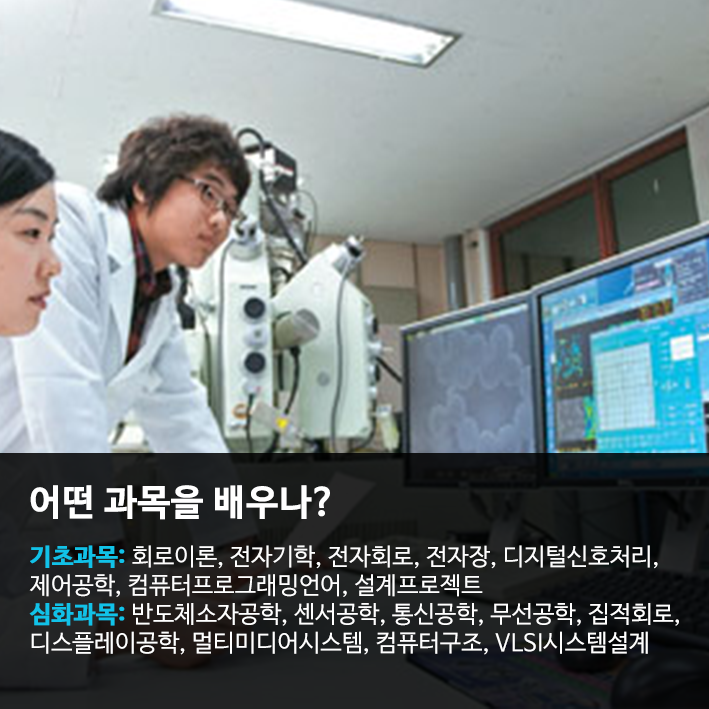 어떤 과목을 배우나?
기초과목: 회로이론, 전자기학, 전자회로, 전자장, 디지털신호처리,
제어공학, 컴퓨터프로그래밍언어, 설계프로젝트
심화과목: 반도체소자공학, 센서공학, 통신공학, 무선공학, 집적회로,
디스플레이공학, 멀티미디어시스템, 컴퓨터구조, VLSI시스템설계